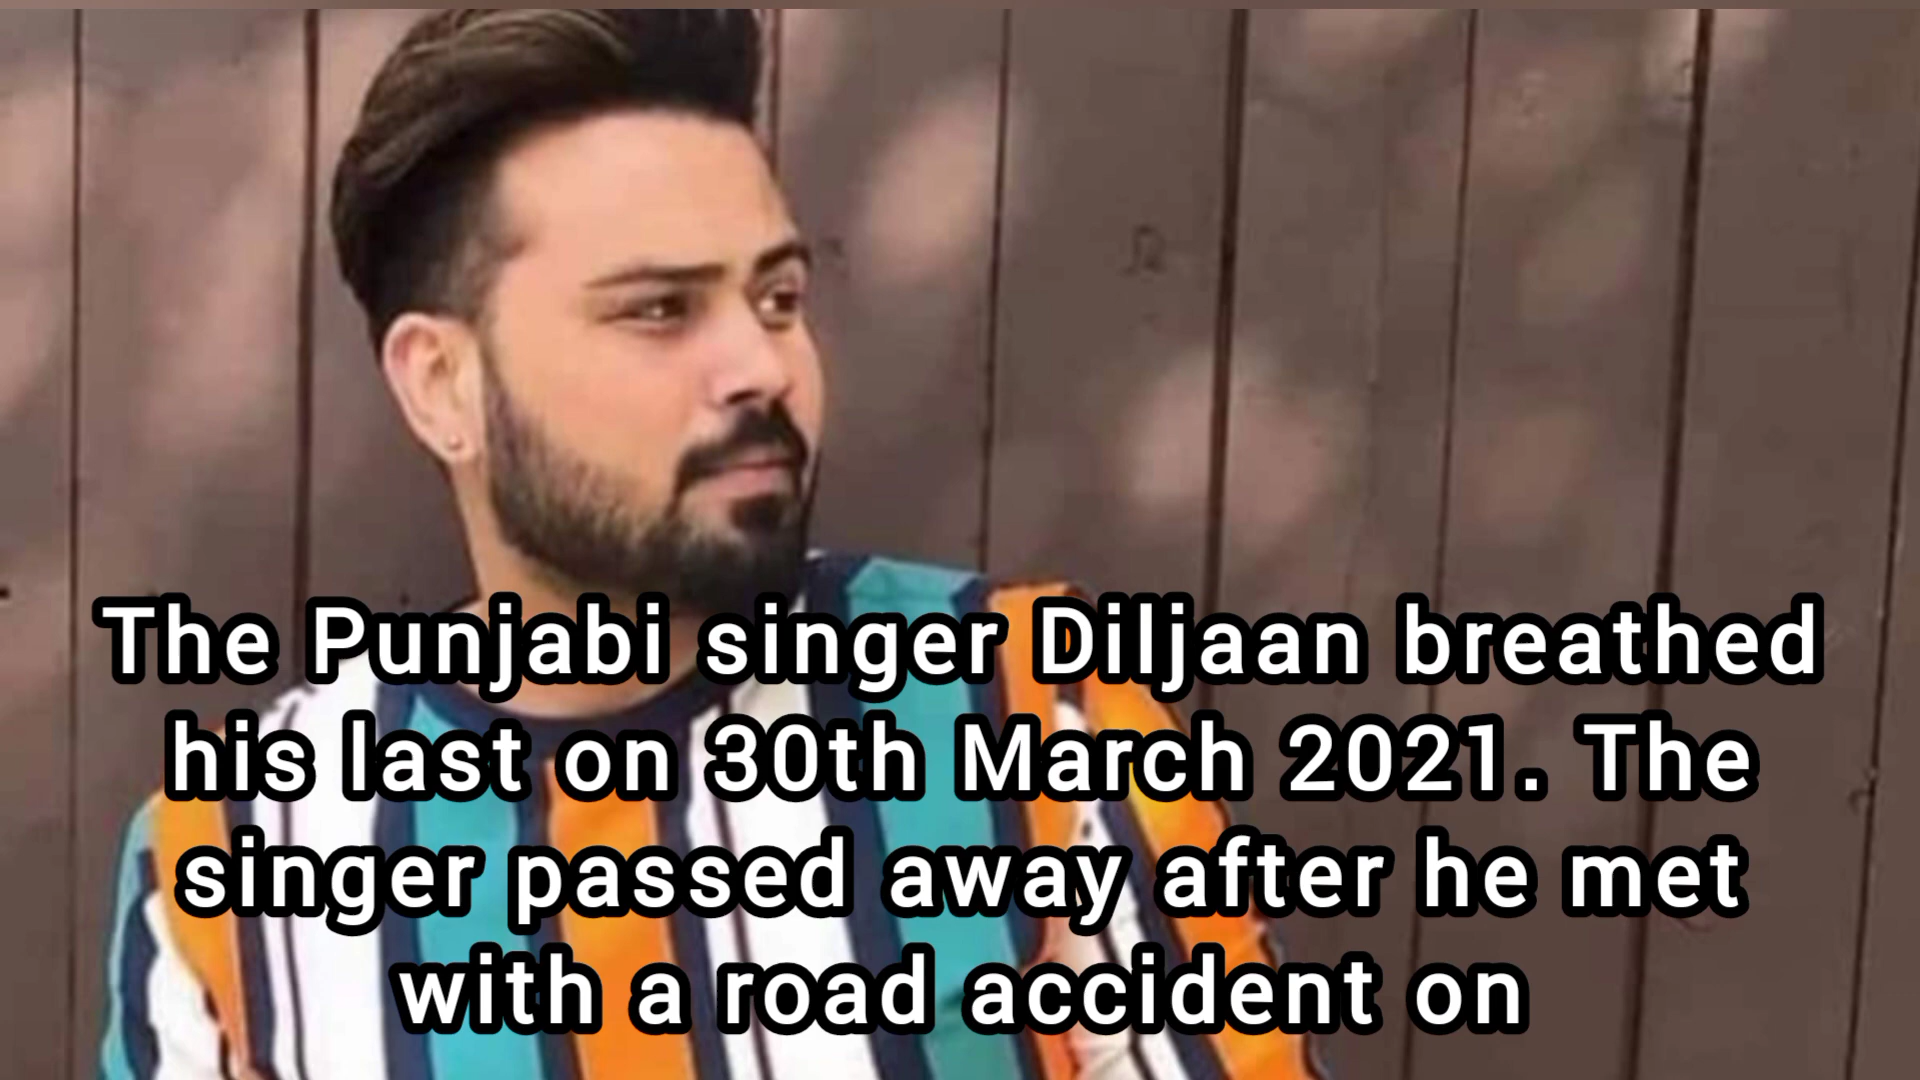 The Punjabi singer Diljaan breathed
his last on 30th March 2021. The
singer passed away after he met
with a road accident on